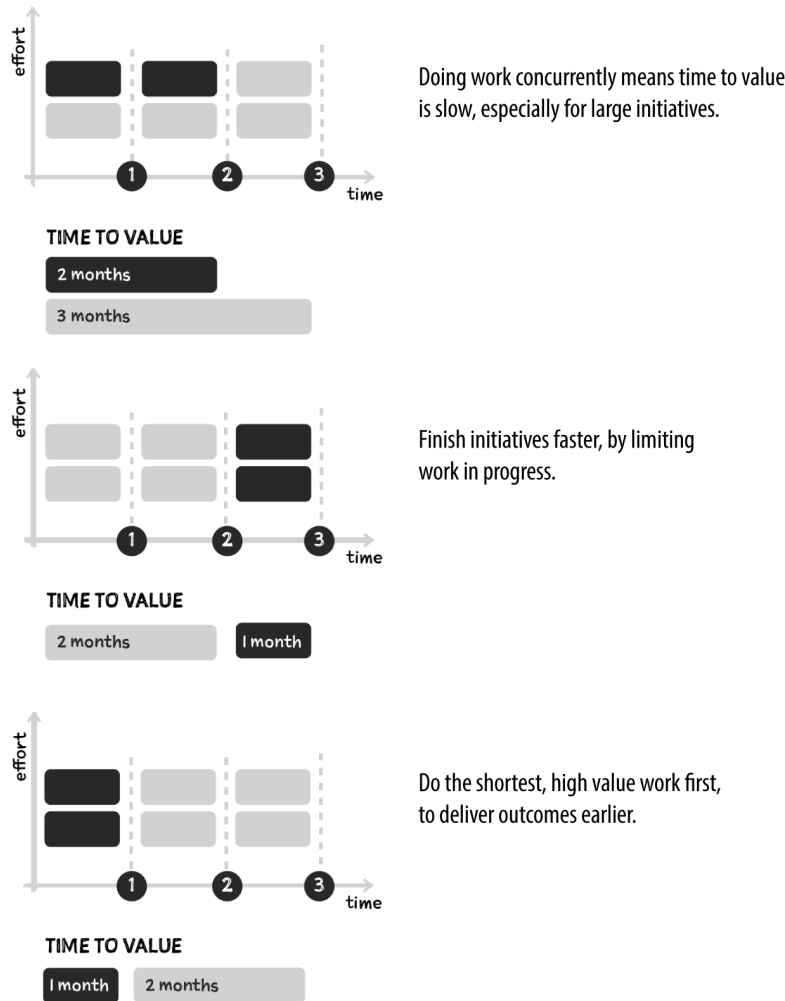 effort
Doing work concurrently means time to value
is slow, especially for large initiatives.
1 2 3
time
TIME TO VALUE
2 months
3 months
effort
Finish initiatives faster, by limiting
work in progress.
1 2 3
time
TIME TO VALUE
2 months 1 month
effort
Do the shortest, high value work first,
to deliver outcomes earlier.
1 2 3
time
TIME TO VALUE
1 month 2 months